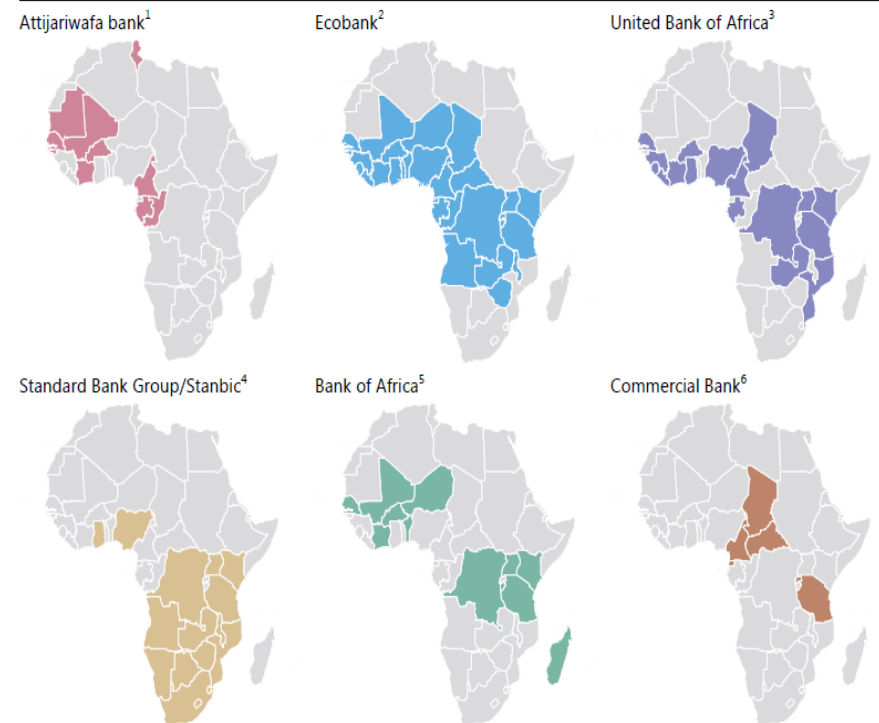 Attijariwafa bank¹
Ecobank²
United Bank of Africa³
Standard Bank Group/Stanbic⁴
Bank of Africa⁵
Commercial Bank⁶